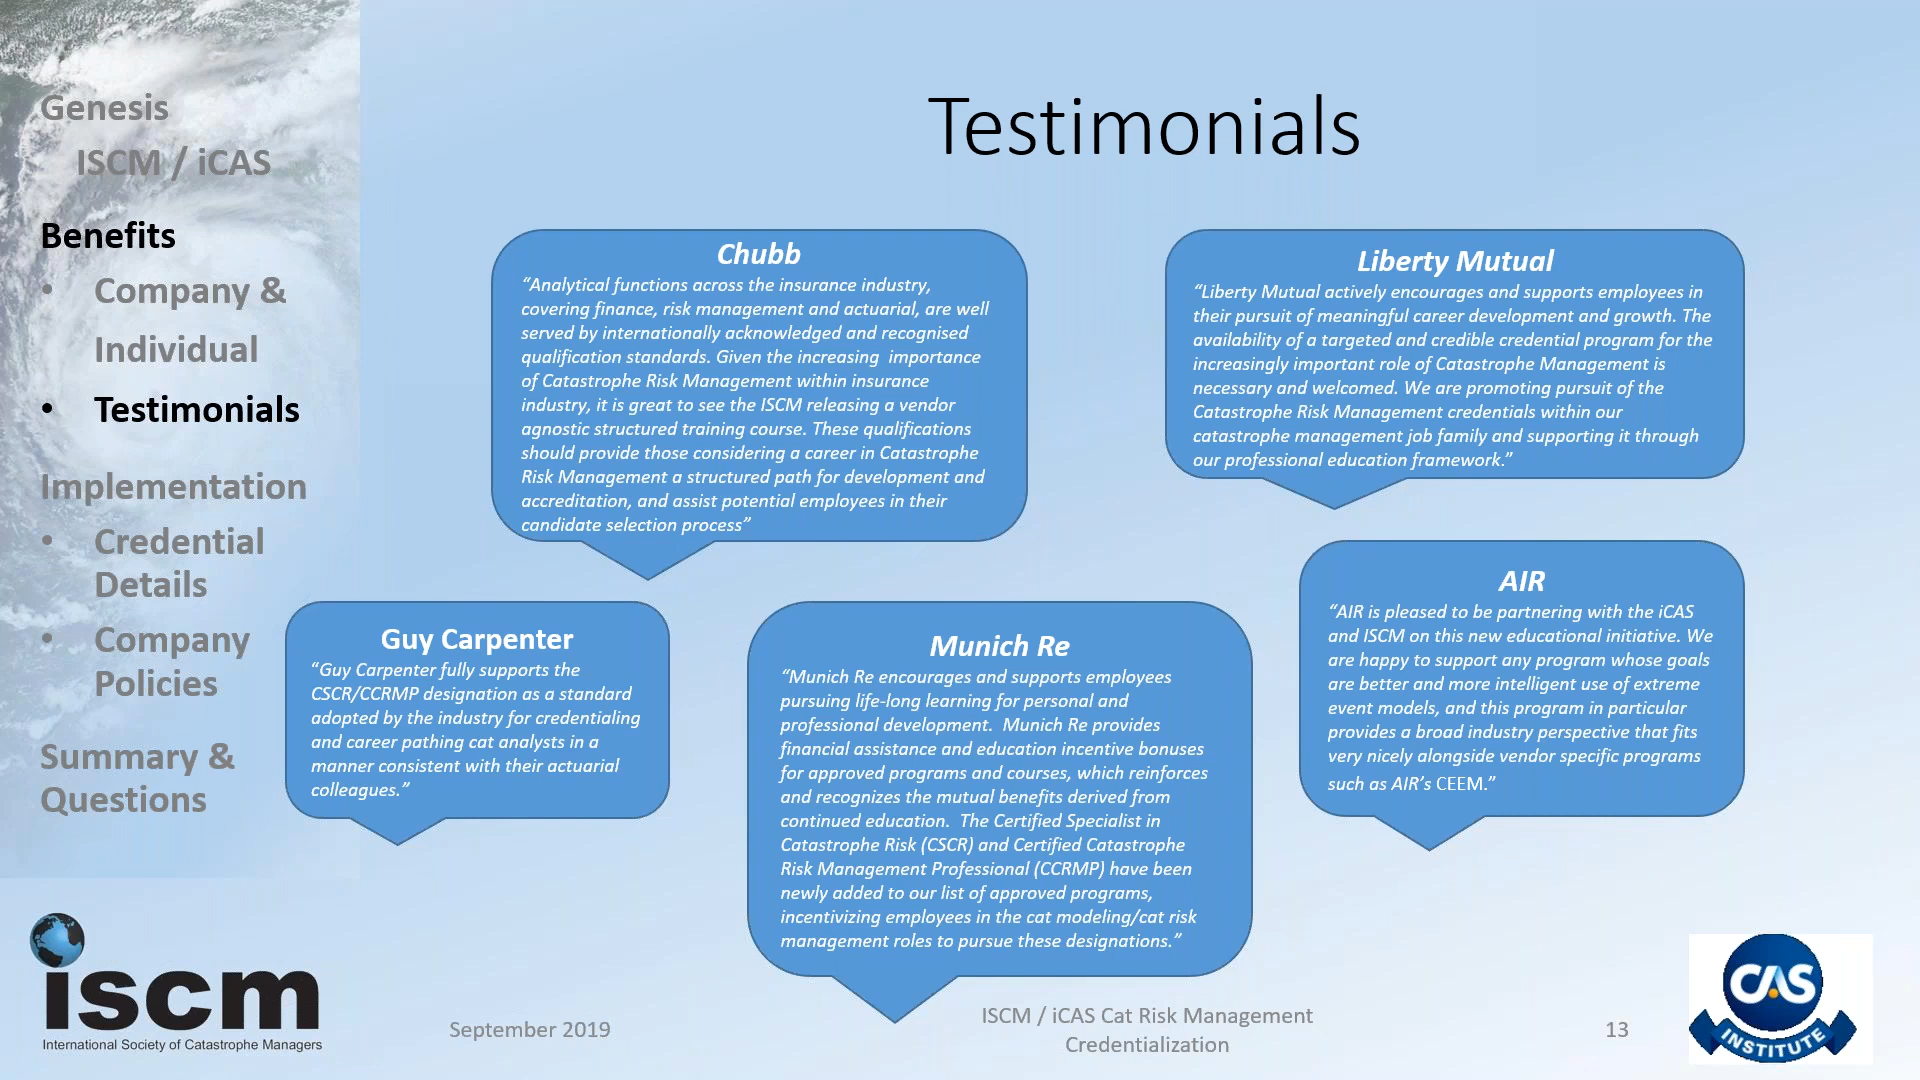 Genesis
ISCM / iCAS
Benefits
• Company &
Individual
• Testimonials
Implementation
• Credential
Details
• Company
Policies
Summary &
Questions
Testimonials
Chubb
“Analytical functions across the insurance industry,
covering finance, risk management and actuarial, are well
served by internationally acknowledged and recognised
qualification standards. Given the increasing  importance
of Catastrophe Risk Management within insurance
industry, it is great to see the ISCM releasing a vendor
agnostic structured training course. These qualifications
should provide those considering a career in Catastrophe
Risk Management a structured path for development and
accreditation, and assist potential employees in their
candidate selection process”
Liberty Mutual
“Liberty Mutual actively encourages and supports employees in
their pursuit of meaningful career development and growth. The
availability of a targeted and credible credential program for the
increasingly important role of Catastrophe Management is
necessary and welcomed. We are promoting pursuit of the
Catastrophe Risk Management credentials within our
catastrophe management job family and supporting it through
our professional education framework.”
Guy Carpenter
“Guy Carpenter fully supports the
CSCR/CCRMP designation as a standard
adopted by the industry for credentialing
and career pathing cat analysts in a
manner consistent with their actuarial
colleagues.”
Munich Re
“Munich Re encourages and supports employees
pursuing life-long learning for personal and
professional development.  Munich Re provides
financial assistance and education incentive bonuses
for approved programs and courses, which reinforces
and recognizes the mutual benefits derived from
continued education.  The Certified Specialist in
Catastrophe Risk (CSCR) and Certified Catastrophe
Risk Management Professional (CCRMP) have been
newly added to our list of approved programs,
incentivizing employees in the cat modeling/cat risk
management roles to pursue these designations.”
AIR
“AIR is pleased to be partnering with the iCAS
and ISCM on this new educational initiative. We
are happy to support any program whose goals
are better and more intelligent use of extreme
event models, and this program in particular
provides a broad industry perspective that fits
very nicely alongside vendor specific programs
such as AIR’s CEEM.”
iscm
International Society of Catastrophe Managers
September 2019
ISCM / iCAS Cat Risk Management
Credentialization
13
CAS
INSTITUTE